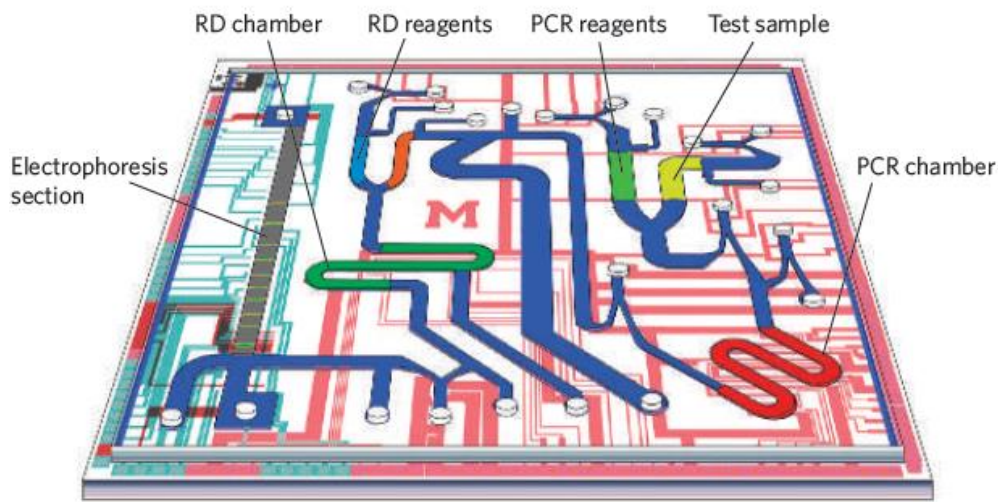 RD chamber
RD reagents
PCR reagents
Test sample
Electrophoresis
section
PCR chamber
M